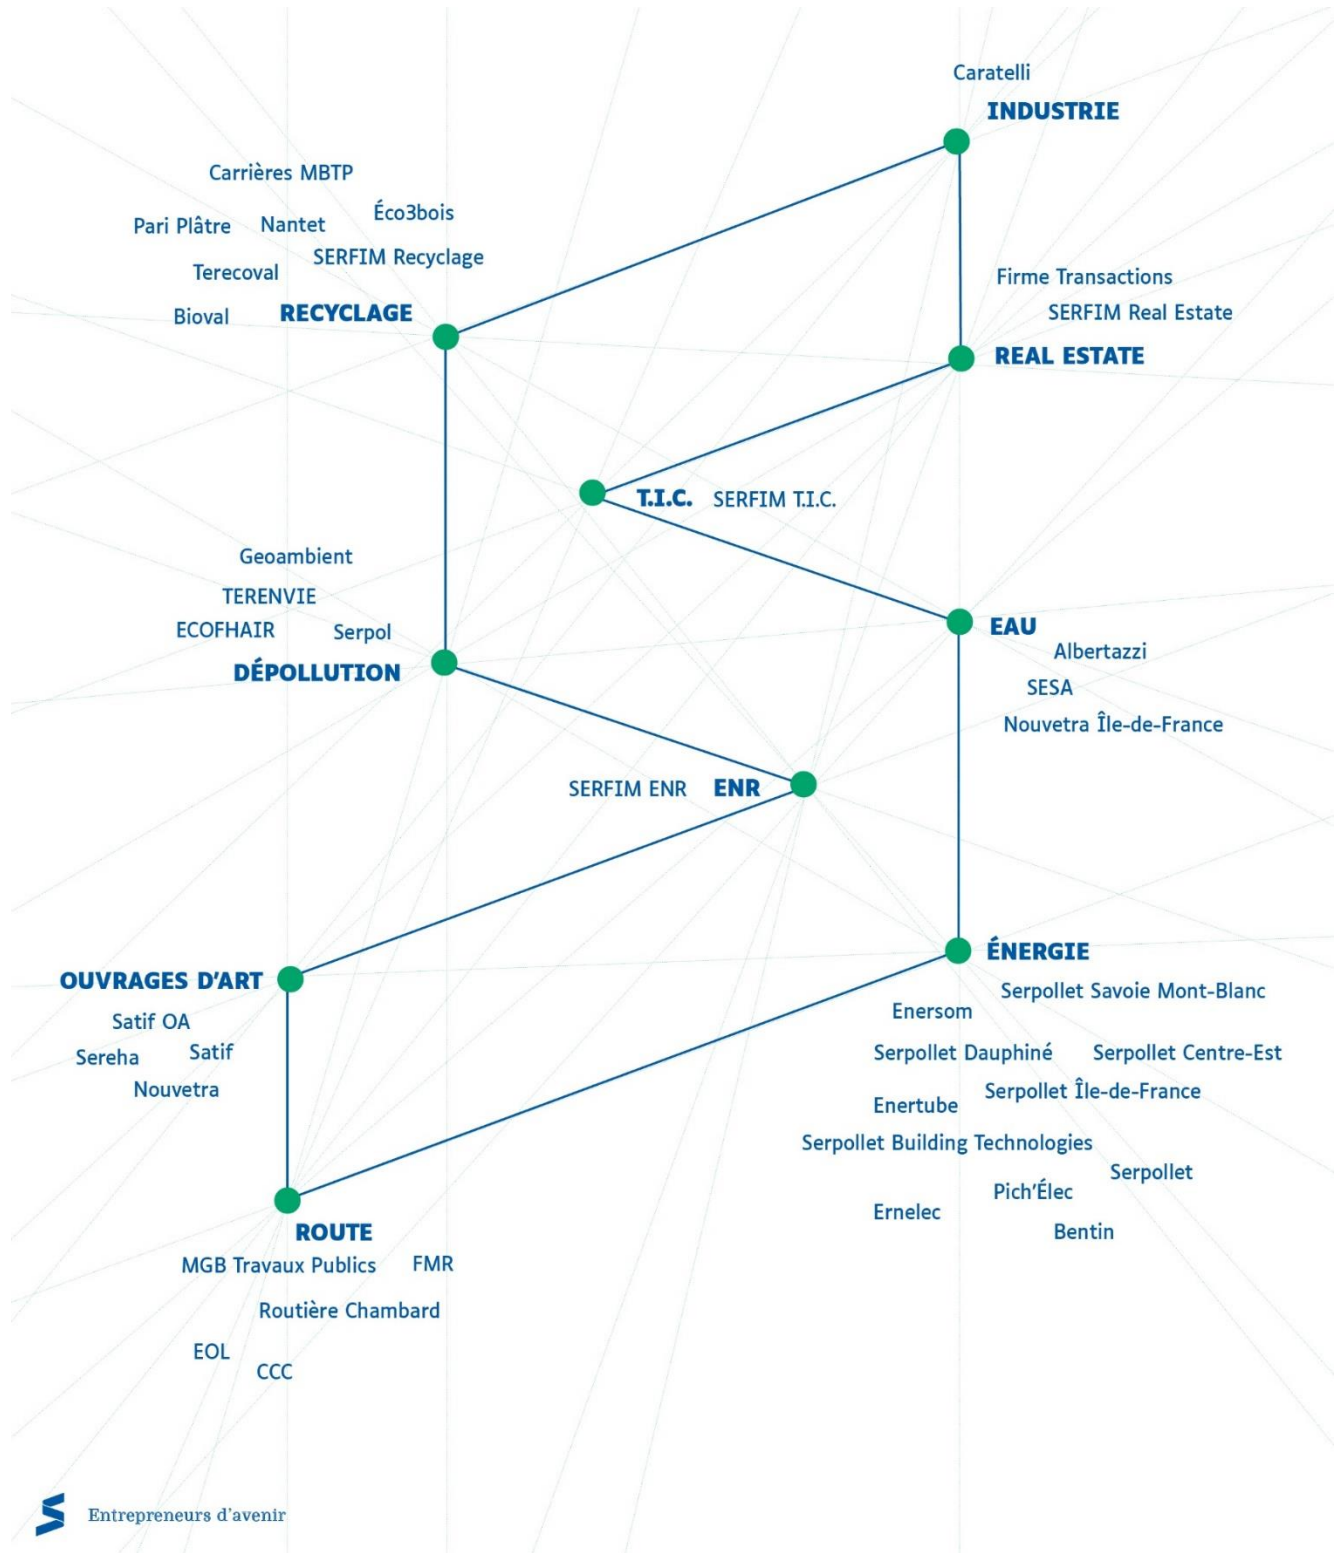 Caratelli
INDUSTRIE
Carrières MBTP
Éco3bois
Pari Plâtre
Nantet
SERFIM Recyclage
Terecoval
Bioval
RECYCLAGE
Firme Transactions
SERFIM Real Estate
REAL ESTATE
T.I.C.
SERFIM T.I.C.
Geoambient
TERENVIE
ECOFHAIR
Serpol
DÉPOLLUTION
EAU
Albertazzi
SESA
Nouvetra Île-de-France
SERFIM ENR
ENR
OUVRAGES D'ART
Satif OA
Sereha
Satif
Nouvetra
ÉNERGIE
Serpollet Savoie Mont-Blanc
Enersom
Serpollet Dauphiné
Serpollet Centre-Est
Serpollet Île-de-France
Enertube
Serpollet Building Technologies
Serpollet
Pich'Élec
Ernelec
Bentin
ROUTE
MGB Travaux Publics
FMR
Routière Chambard
EOL
CCC
Entrepreneurs d'avenir